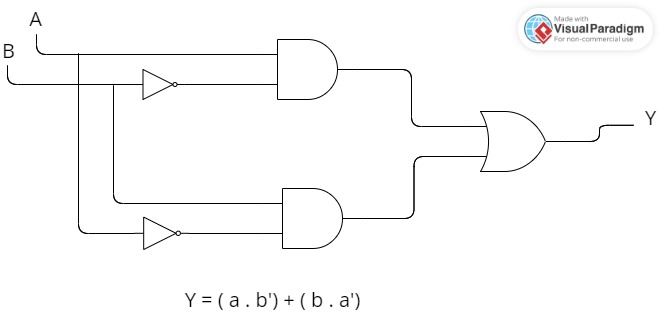 A
B
Made with
Visual Paradigm
For non-commercial use
Y
Y = ( a . b') + ( b . a')